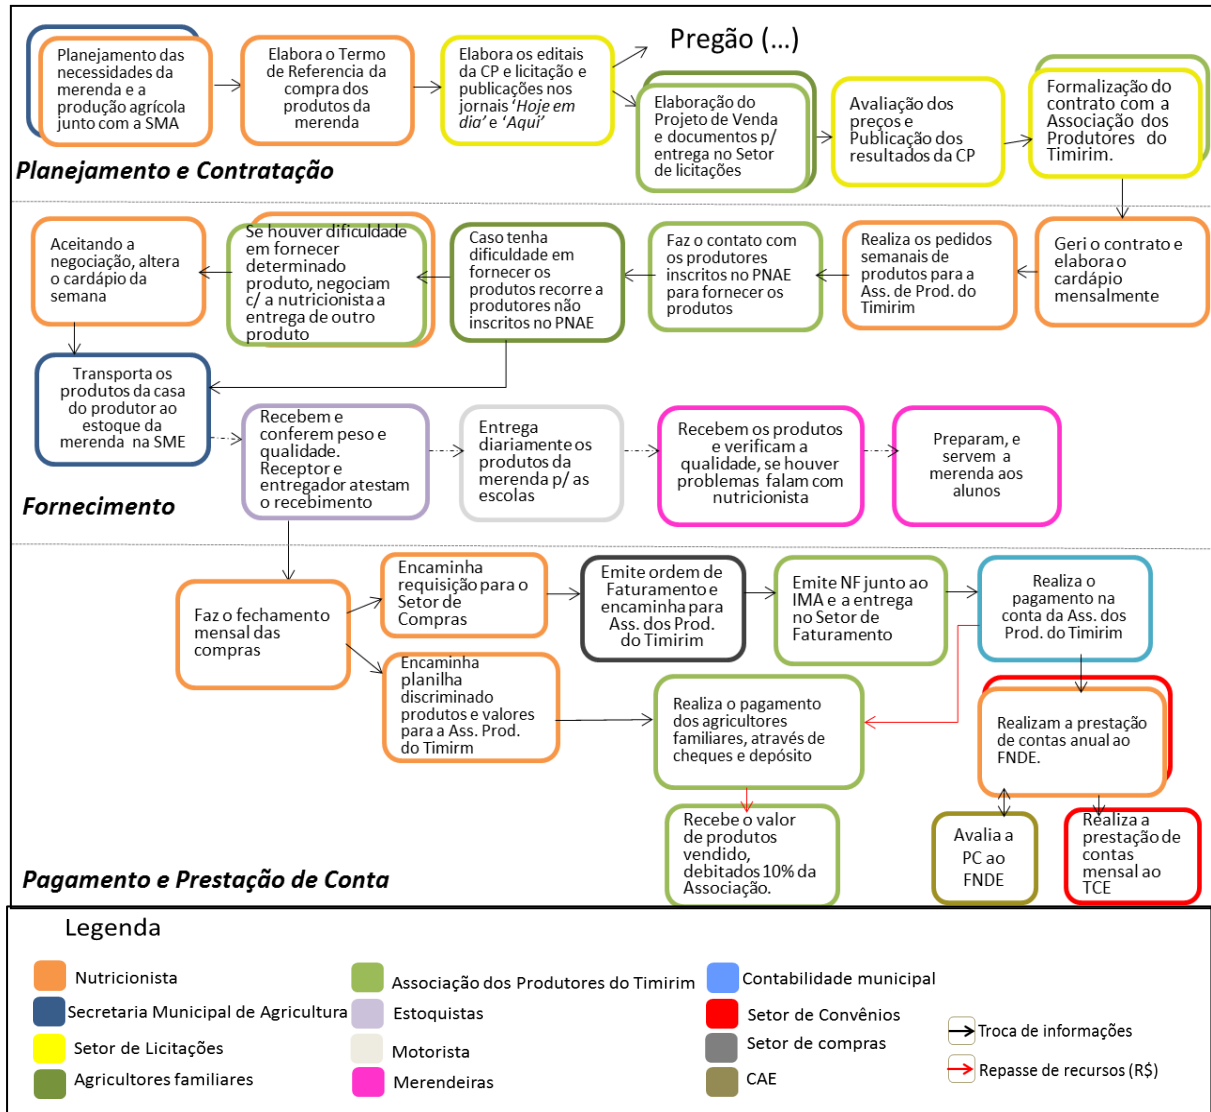 Planejamento das
necessidades da
merenda e a
produção agrícola
junto com a SMA
Elabora o Termo
de Referencia da
compra dos
produtos da
merenda
Elabora os editais
da CP e licitação e
publicações nos
jornais ‘Hoje em
dia’ e ‘Aqui’
Pregão (...)
Elaboração do
Projeto de Venda
e documentos p/
entrega no Setor
de licitações
Avaliação dos
preços e
Publicação dos
resultados da CP
Formalização do
contrato com a
Associação dos
Produtores do
Timirim.
Planejamento e Contratação
Aceitando a
negociação, altera
o cardápio da
semana
Se houver dificuldade
em fornecer
determinado
produto, negociam
c/ a nutricionista a
entrega de outro
produto
Caso tenha
dificuldade em
fornecer os
produtos recorre a
produtores não
inscritos no PNAE
Faz o contato com
os produtores
inscritos no PNAE
para fornecer os
produtos
Realiza os pedidos
semanais de
produtos para a
Ass. de Prod. do
Timirim
Geri o contrato e
elabora o
cardápio
mensalmente
Transporta os
produtos da casa
do produtor ao
estoque da
merenda na SME
Recebem e
conferem peso e
qualidade.
Receptor e
entregador atestam
o recebimento
Entrega
diariamente os
produtos da
merenda p/ as
escolas
Recebem os produtos
e verificam a
qualidade, se houver
problemas falam com
nutricionista
Preparam, e
servem a
merenda aos
alunos
Fornecimento
Faz o fechamento
mensal das
compras
Encaminha
requisição para o
Setor de
Compras
Emite ordem de
Faturamento e
encaminha para
Ass. dos Prod.
do Timirim
Emite NF junto ao
IMA e a entrega
no Setor de
Faturamento
Realiza o
pagamento na
conta da Ass. dos
Prod. do Timirim
Encaminha
planilha
discriminado
produtos e valores
para a Ass. Prod.
do Timirm
Realiza o pagamento
dos agricultores
familiares, através de
cheques e depósito
Realizam a prestação
de contas anual ao
FNDE.
Recebe o valor
de produtos
vendido,
debitados 10% da
Associação.
Avalia a
PC ao
FNDE
Realiza a
prestação de
contas
mensal ao
TCE
Pagamento e Prestação de Conta
Legenda
Nutricionista
Secretaria Municipal de Agricultura
Setor de Licitações
Agricultores familiares
Associação dos Produtores do Timirim
Estoquistas
Motorista
Merendeiras
Contabilidade municipal
Setor de Convênios
Setor de compras
CAE
Troca de informações
Repasse de recursos (R$)